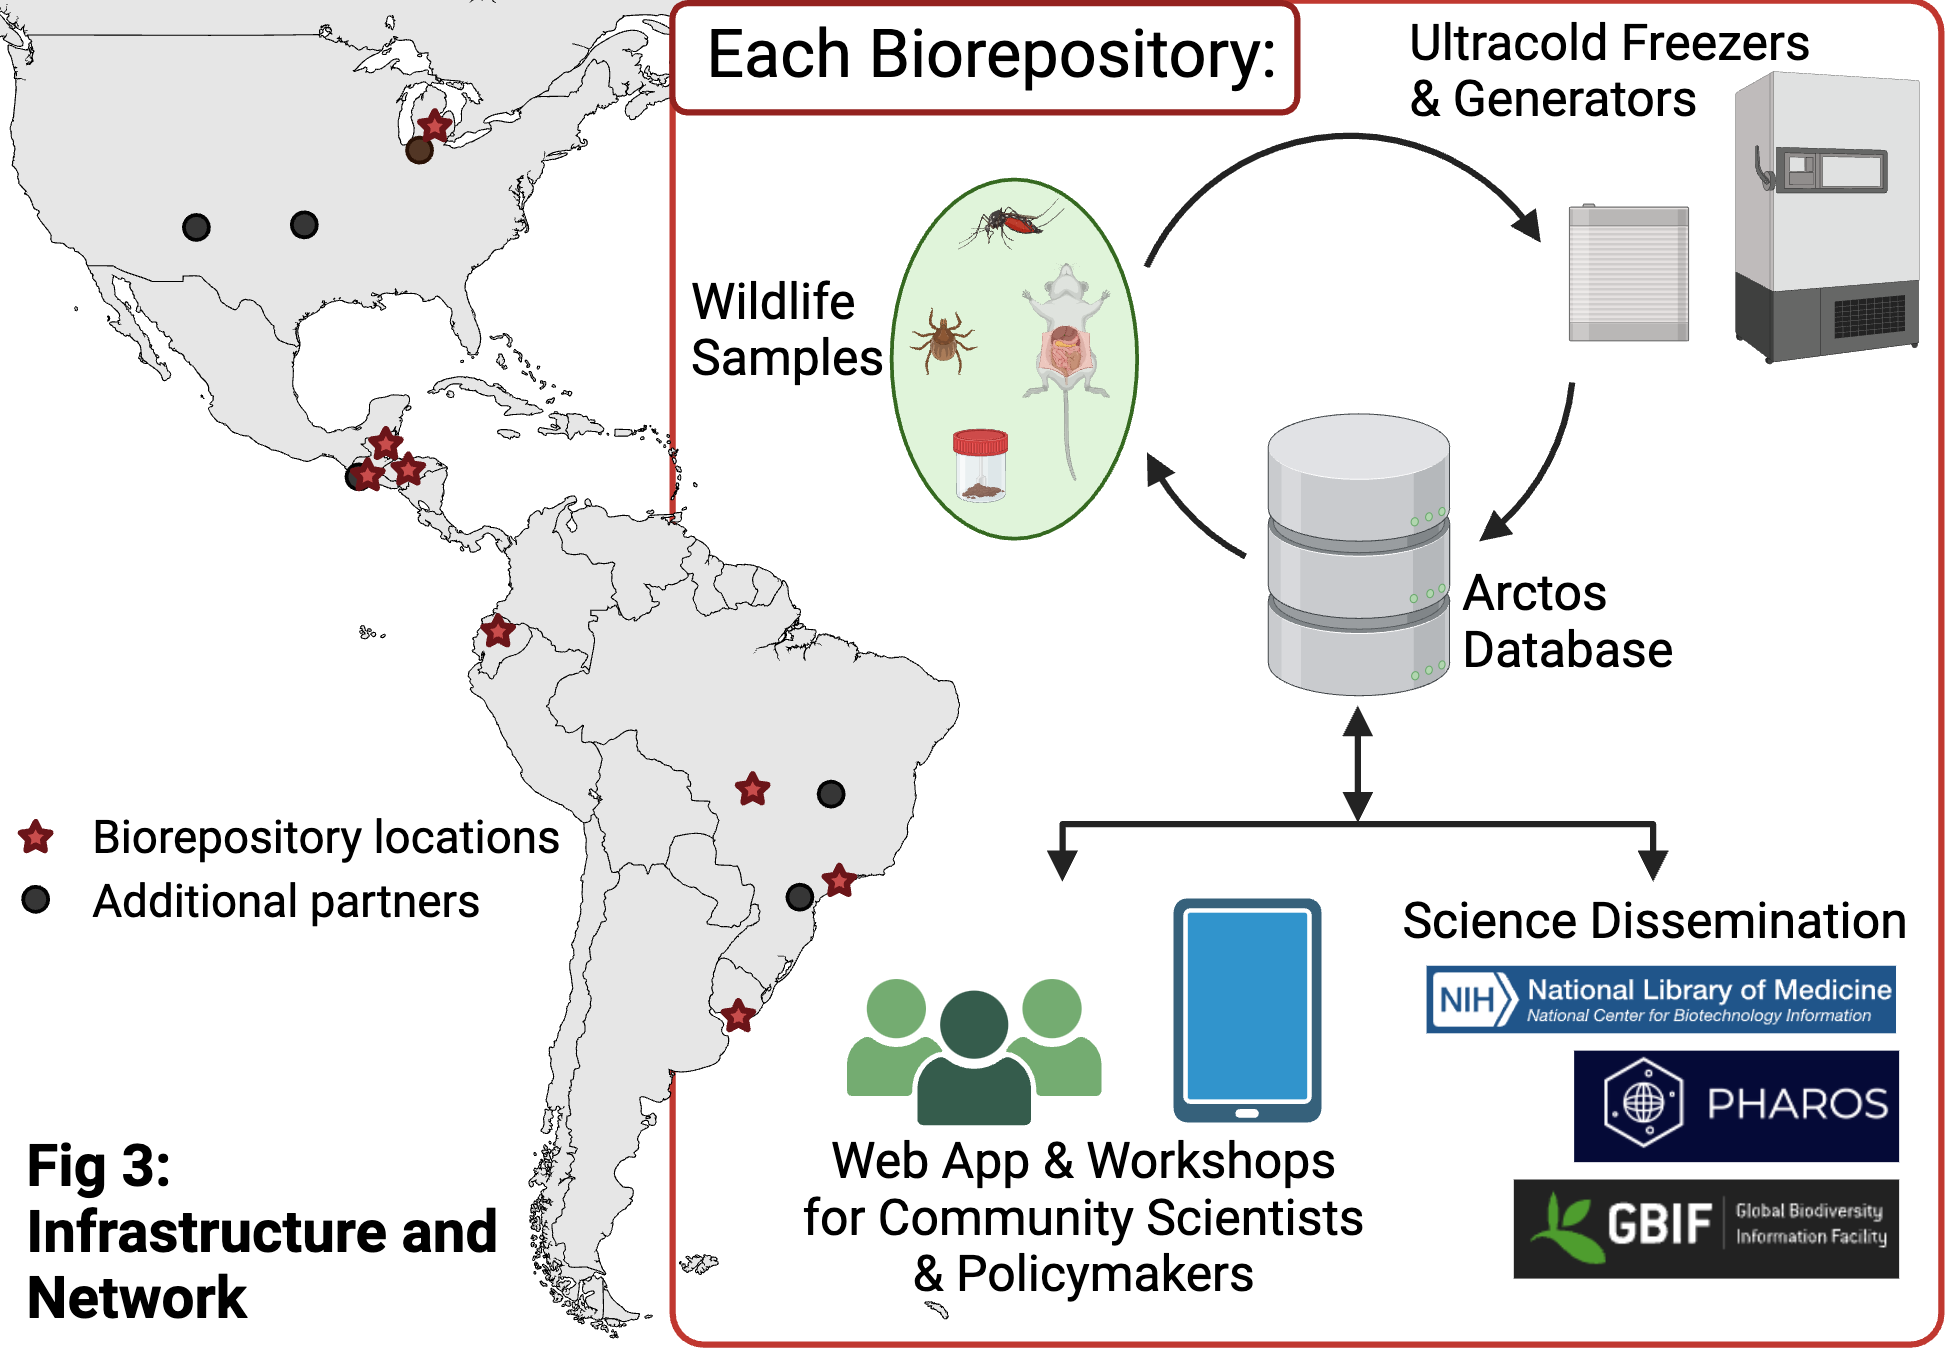 Each Biorepository:
Ultracold Freezers
& Generators
Wildlife
Samples
Arctos
Database
Biorepository locations
Additional partners
Science Dissemination
NIH National Library of Medicine
National Center for Biotechnology Information
PHAROS
GBIF Global Biodiversity
Information Facility
Web App & Workshops
for Community Scientists
& Policymakers
Fig 3:
Infrastructure and
Network